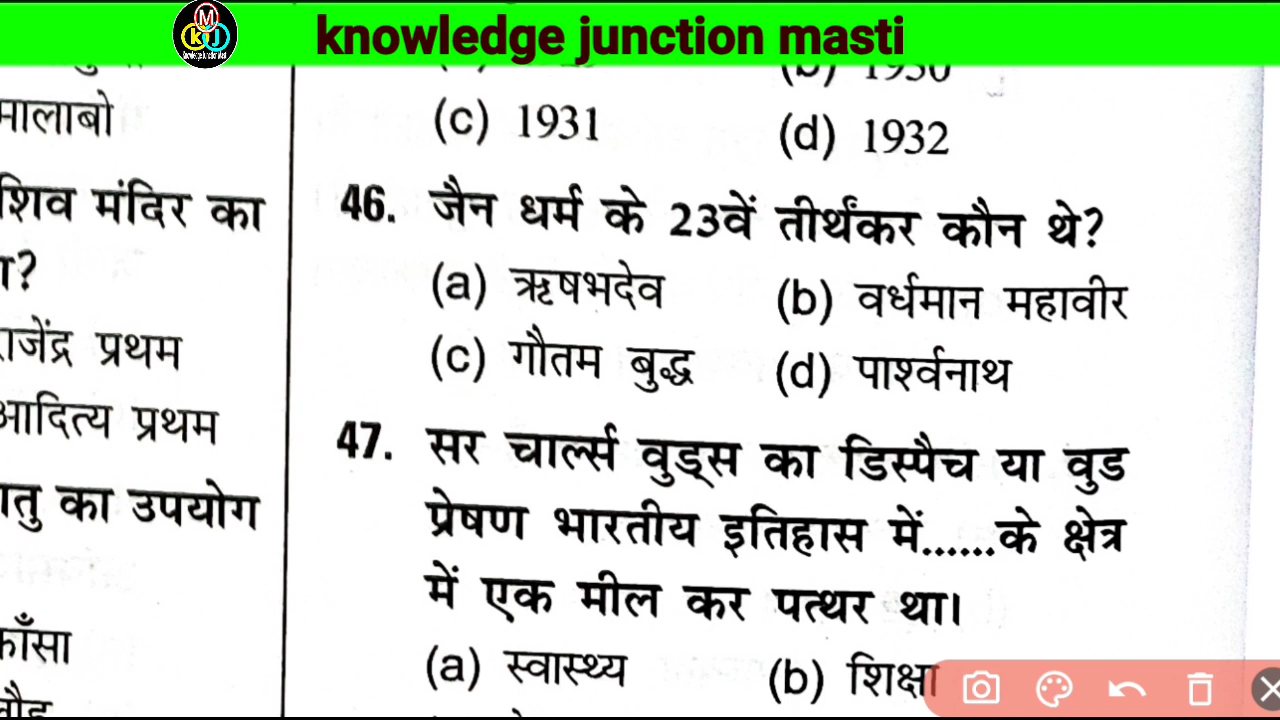 knowledge junction masti
मालाबो
शिव मंदिर का
ा?
राजेंद्र प्रथम
आदित्य प्रथम
का उपयोग
काँसा
(b) 1930
(c) 1931 (d) 1932
46. जैन धर्म के 23वें तीर्थंकर कौन थे?
(a) ऋषभदेव (b) वर्धमान महावीर
(c) गौतम बुद्ध (d) पार्श्वनाथ
47. सर चार्ल्स वुड्स का डिस्पैच या वुड
प्रेषण भारतीय इतिहास में......के क्षेत्र
में एक मील कर पत्थर था।
(a) स्वास्थ्य (b) शिक्षा